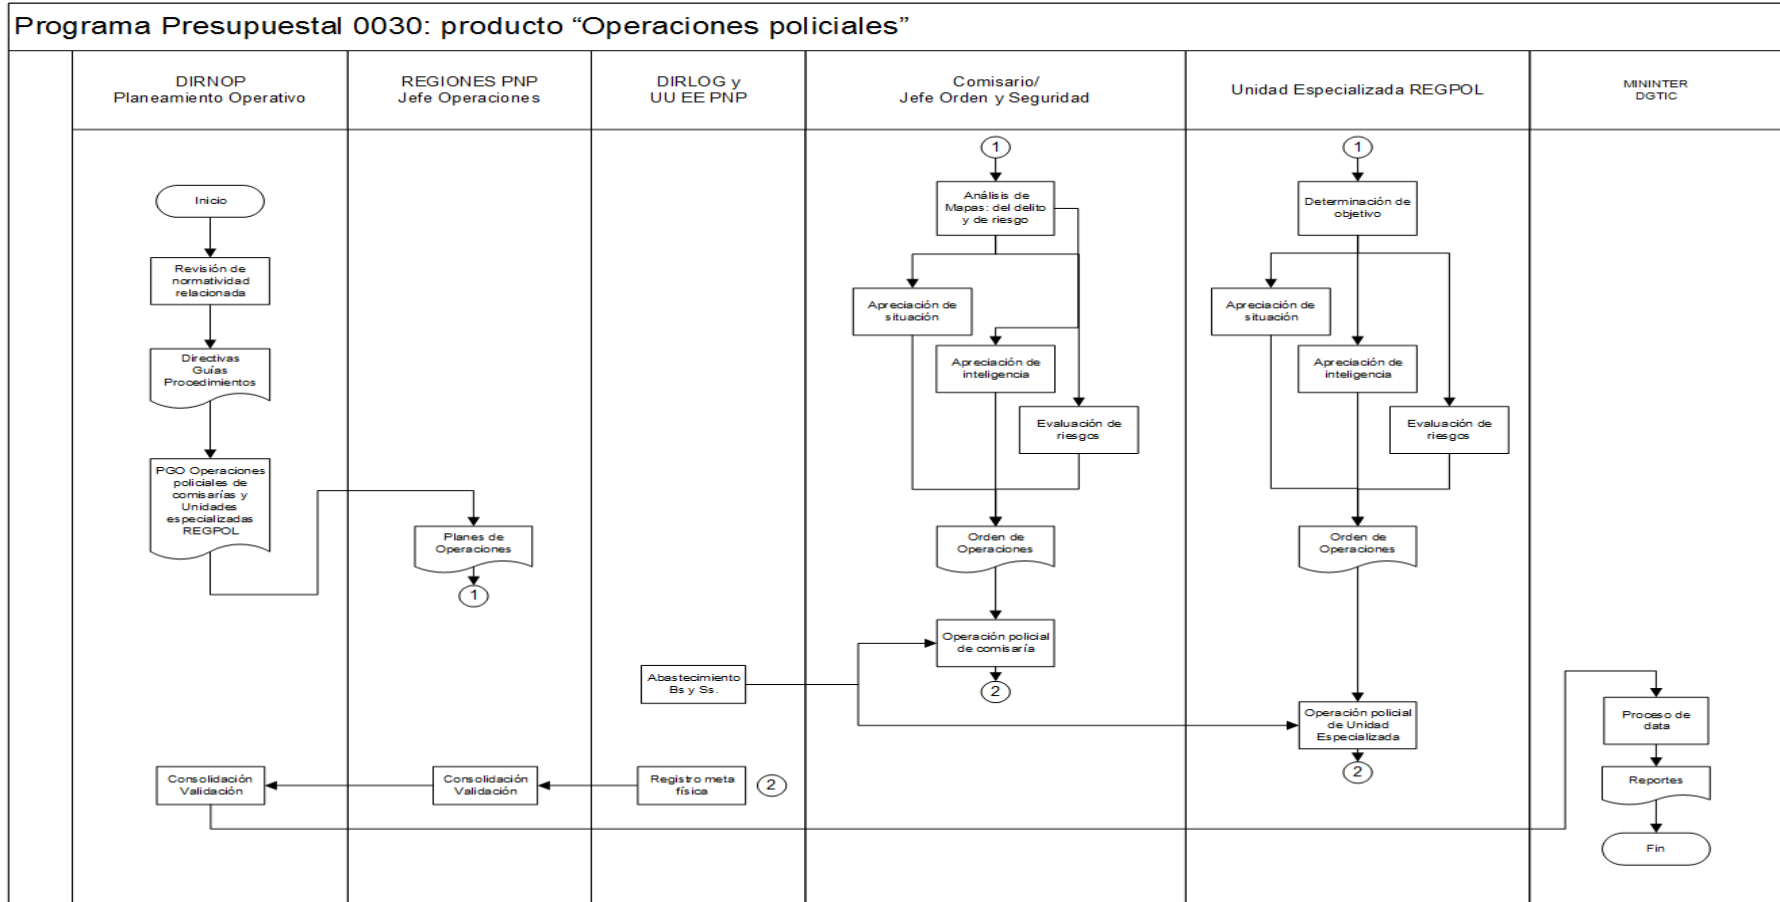 Programa Presupuestal 0030: producto “Operaciones policiales”
DIRNOP
Planeamiento Operativo
REGIONES PNP
Jefe Operaciones
DIRLOG y
UU EE PNP
Comisario/
Jefe Orden y Seguridad
Unidad Especializada REGPOL
MININTER
DGTIC
Inicio
Revisión de
normatividad
relacionada
Directivas
Guías
Procedimientos
PGO Operaciones
policiales de
comisarías y
Unidades
especializadas
REGPOL
Consolidación
Validación
Planes de
Operaciones
1
Consolidación
Validación
Abastecimiento
Bs y Ss.
Registro meta
física
2
1
Análisis de
Mapas: del delito
y de riesgo
Apreciación de
situación
Apreciación de
inteligencia
Evaluación de
riesgos
Orden de
Operaciones
Operación policial
de comisaría
2
1
Determinación de
objetivo
Apreciación de
situación
Apreciación de
inteligencia
Evaluación de
riesgos
Orden de
Operaciones
Operación policial
de Unidad
Especializada
2
Proceso de
data
Reportes
Fin